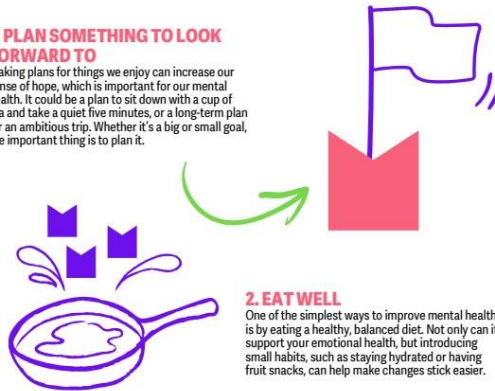 PLAN SOMETHING TO LOOK
ORWARD TO
aking plans for things we enjoy can increase our
nse of hope, which is important for our mental
alth. It could be a plan to sit down with a cup of
a and take a quiet five minutes, or a long-term plan
r an ambitious trip. Whether it's a big or small goal,
e important thing is to plan it.
2. EAT WELL
One of the simplest ways to improve mental health
is by eating a healthy, balanced diet. Not only can it
support your emotional health, but introducing
small habits, such as staying hydrated or having
fruit snacks, can help make changes stick easier.